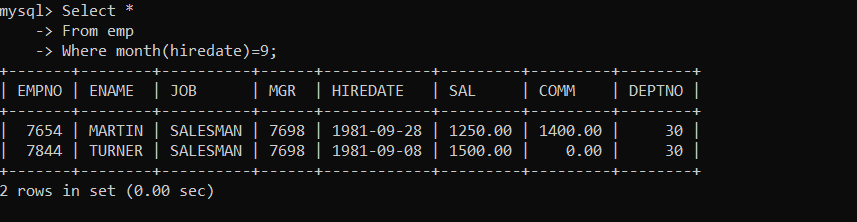 mysql> Select *
    -> From emp
    -> Where month(hiredate)=9;
+-------+--------+----------+------+------------+---------+---------+--------+
| EMPNO | ENAME  | JOB      | MGR  | HIREDATE   | SAL     | COMM    | DEPTNO |
+-------+--------+----------+------+------------+---------+---------+--------+
|  7654 | MARTIN | SALESMAN | 7698 | 1981-09-28 | 1250.00 | 1400.00 |     30 |
|  7844 | TURNER | SALESMAN | 7698 | 1981-09-08 | 1500.00 |    0.00 |     30 |
+-------+--------+----------+------+------------+---------+---------+--------+
2 rows in set (0.00 sec)